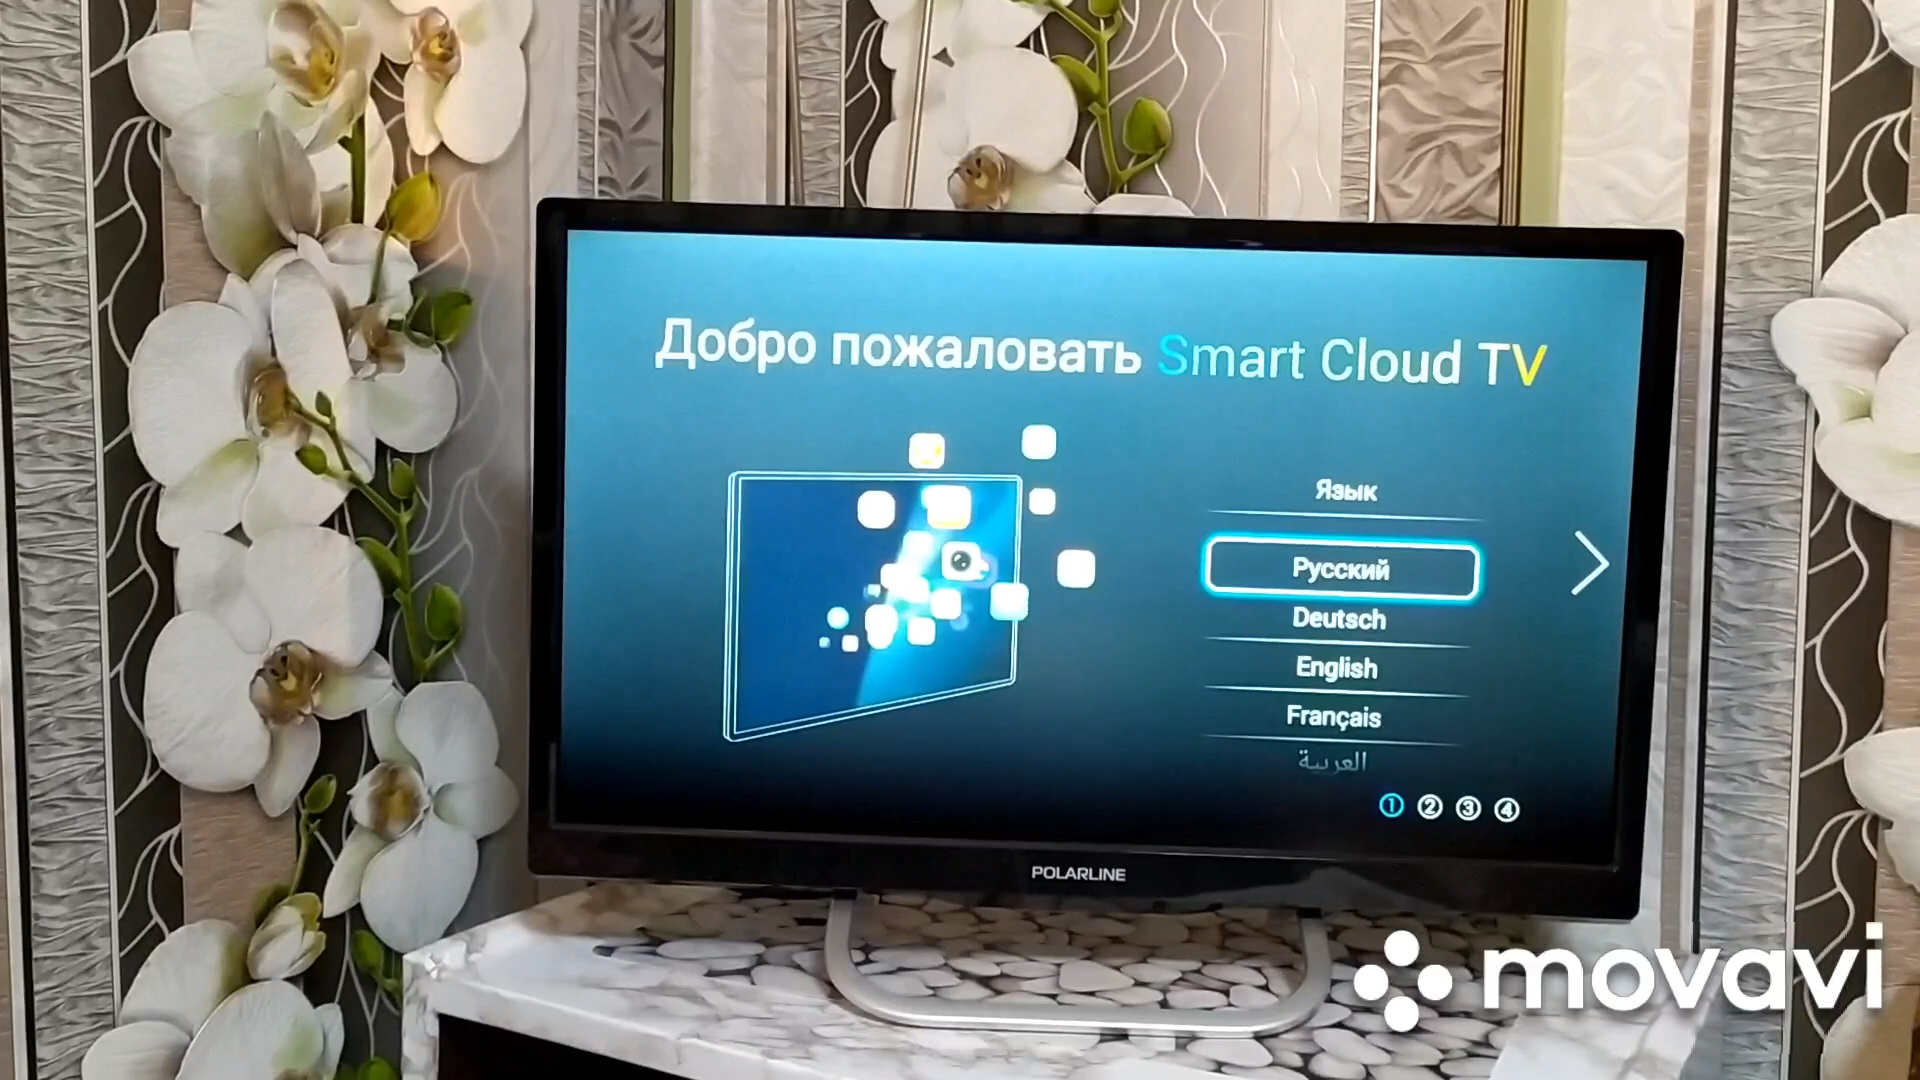 Добро пожаловать Smart Cloud TV
Язык
Русский
Deutsch
English
Français
العربية
1 2 3 4
POLARLINE
movavi